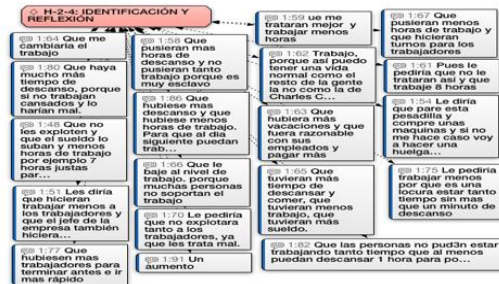 H-2-4: IDENTIFICACIÓN Y
REFLEXIÓN
1:64 Que me
cambiaria el
trabajo
1:80 Que haya
mucho más
tiempo de
descanso, porque
si no trabajan
cansados y lo
harían mal.
1:48 Que no
les exploten y
que el sueldo lo
suban y menos
horas de trabajo
por ejemplo 7
horas justas
par...
1:51 Les diría
que hicieran
trabajar menos a
los trabajadores y
que el jefe de la
empresa también
hiciera...
1:77 Que
hubiesen mas
trabajadores para
terminar antes e ir
mas rápido
1:58 Que
pusieran mas
horas de
descanso y no
pusieran tanto
trabajo porque es
muy esclavo
1:86 Que
hubiese mas
descanso y que
hubiese menos
horas de trabajo.
Para que al dia
siguiente puedan
trab...
1:56 Que le
baje al nivel de
trabajo, porque
muchas personas
no soportan el
trabajo
1:70 Le pediría
que no explotara
tanto a los
trabajadores, ya
que les trata mal.
1:91 Un
aumento
1:59 ue me
trataran mejor y
trabajar menos
horas
1:62 Trabajo,
porque así puedo
tener una vida
normal como el
resto de la gente
la no como la de
Charles C...
1:63 Que
hubiera más
vacaciones y que
fuera razonable
con sus
empleados y
pagar màs
1:65 Que
tuvieran más
tiempo de
descansar y
comer, que
tuvieran menos
trabajo, que
tuvieran más
sueldo.
1:82 Que las personas no pud3n estar
trabajando tanto tiempo que al menos
puedan descansar 1 hora para po...
1:67 Que
pusieran menos
horas de trabajo y
que hicieran
turnos para los
trabajadores
1:61 Pues le
pediría que no le
trataran así y que
trabaje 8 horas
1:54 Le diría
que pare esta
pesadilla y
compre unas
maquinas y si no
me hace caso voy
a hacer una
huelga...
1:75 Le pediria
trabajar menos
por que es una
locura estar tanto
tiempo sin mas
que un minuto de
descanso